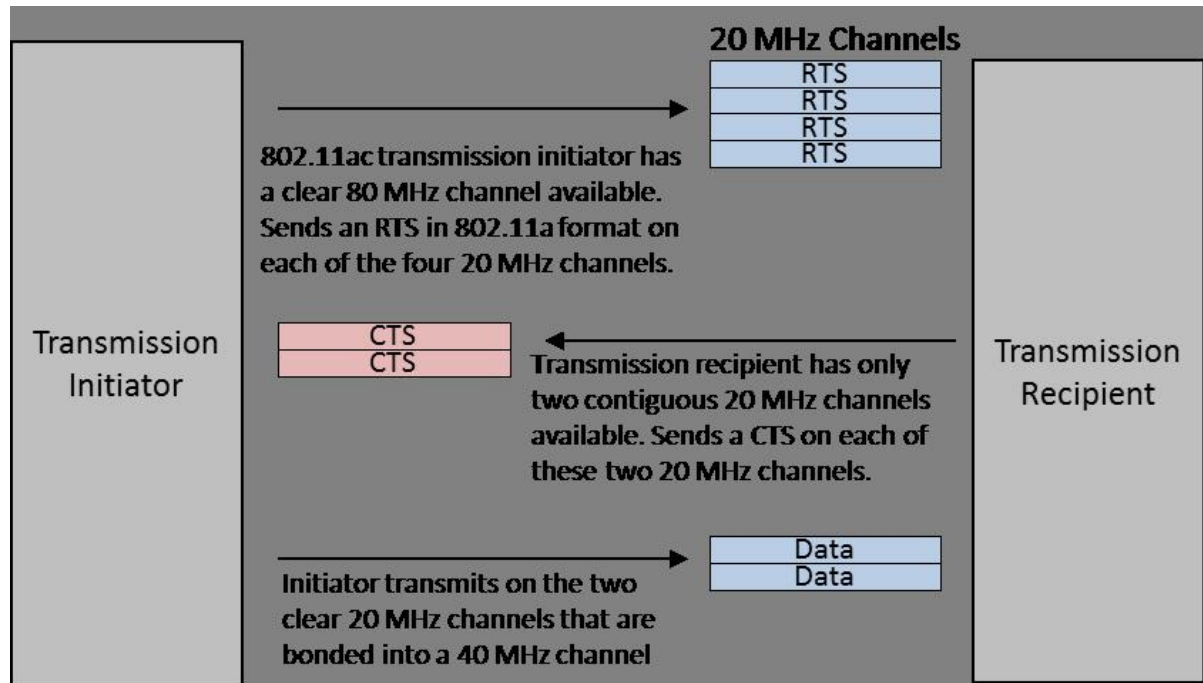 20 MHz Channels
RTS
RTS
RTS
RTS
802.11ac transmission initiator has
a clear 80 MHz channel available.
Sends an RTS in 802.11a format on
each of the four 20 MHz channels.
Transmission
Initiator
CTS
CTS
Transmission recipient has only
two contiguous 20 MHz channels
available. Sends a CTS on each of
these two 20 MHz channels.
Transmission
Recipient
Data
Data
Initiator transmits on the two
clear 20 MHz channels that are
bonded into a 40 MHz channel